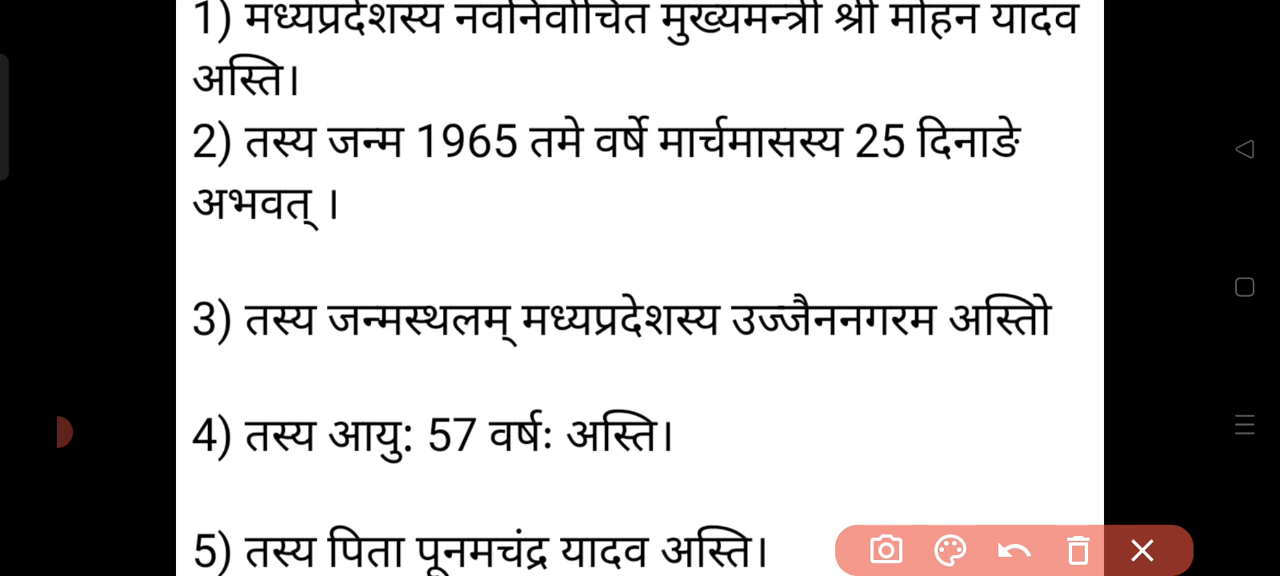 1) मध्यप्रदेशस्य नवनिर्वाचित मुख्यमन्त्री श्री मोहन यादव
अस्ति।
2) तस्य जन्म 1965 तमे वर्षे मार्चमासस्य 25 दिनाङे
अभवत् ।
3) तस्य जन्मस्थलम् मध्यप्रदेशस्य उज्जैननगरम अस्तिो
4) तस्य आयु: 57 वर्षः अस्ति।
5) तस्य पिता पूनमचंद्र यादव अस्ति।